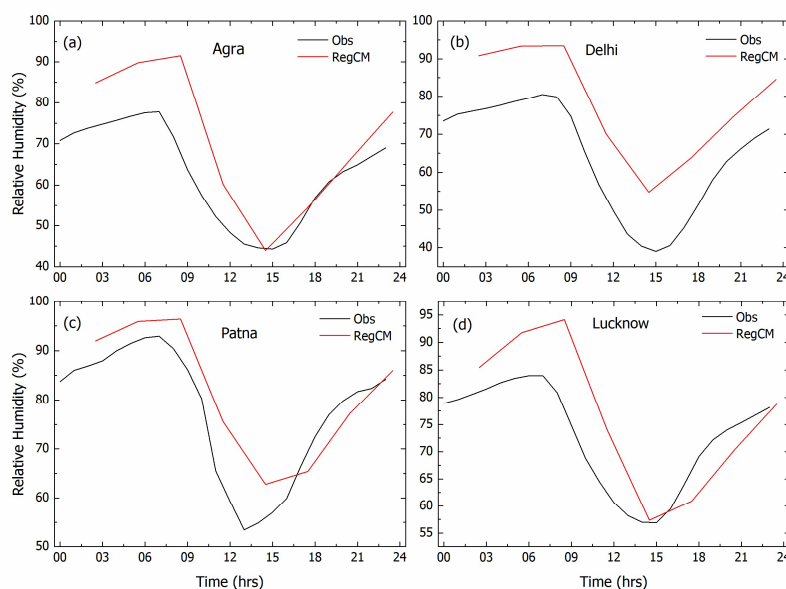 (a)
Agra
Obs
RegCM
Relative Humidity (%)
100
90
80
70
60
50
40
00 03 06 09 12 15 18 21 24
(b)
Delhi
Obs
RegCM
100
90
80
70
60
50
40
00 03 06 09 12 15 18 21 24
(c)
Patna
Obs
RegCM
Relative Humidity (%)
100
90
80
70
60
50
00 03 06 09 12 15 18 21 24
Time (hrs)
(d)
Lucknow
Obs
RegCM
95
90
85
80
75
70
65
60
55
00 03 06 09 12 15 18 21 24
Time (hrs)